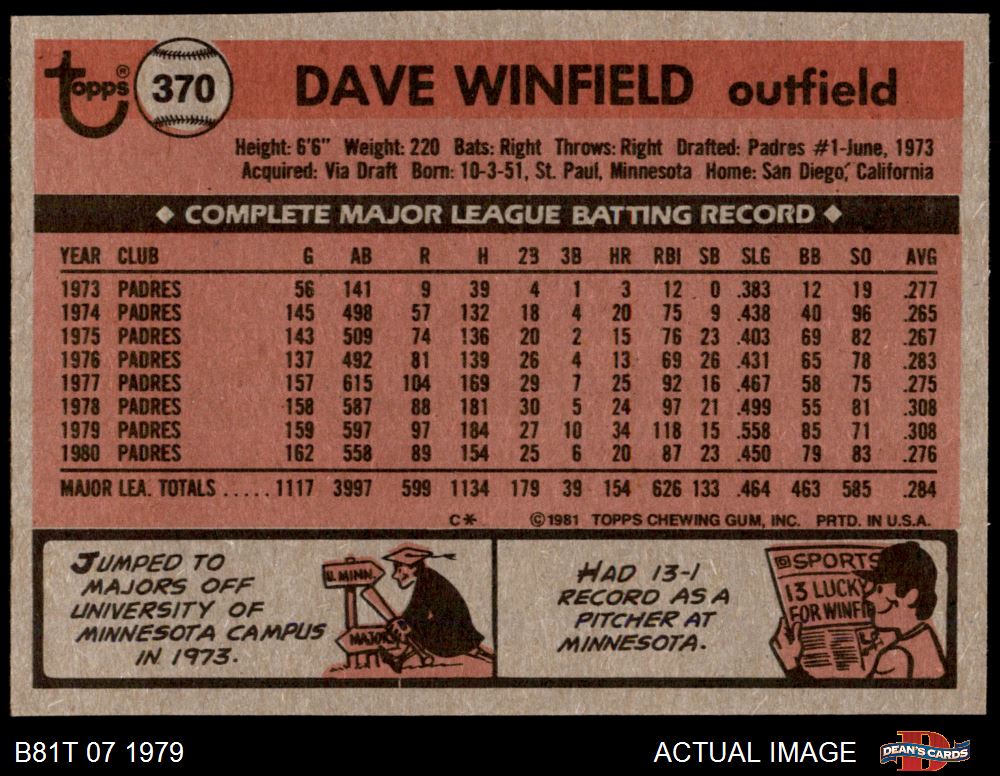 Topps® 370 DAVE WINFIELD outfield
Height: 6'6" Weight: 220 Bats: Right Throws: Right Drafted: Padres #1-June, 1973
Acquired: Via Draft Born: 10-3-51, St. Paul, Minnesota Home: San Diego, California
◆ COMPLETE MAJOR LEAGUE BATTING RECORD ◆
YEAR CLUB G AB R H 2B 3B HR RBI SB SLG BB SO AVG
1973 PADRES 56 141 9 39 4 1 3 12 0 .383 12 19 .277
1974 PADRES 145 498 57 132 18 4 20 75 9 .438 40 96 .265
1975 PADRES 143 509 74 136 20 2 15 76 23 .403 69 82 .267
1976 PADRES 137 492 81 139 26 4 13 69 26 .431 65 78 .283
1977 PADRES 157 615 104 169 29 7 25 92 16 .467 58 75 .275
1978 PADRES 158 587 88 181 30 5 24 97 21 .499 55 81 .308
1979 PADRES 159 597 97 184 27 10 34 118 15 .558 85 71 .308
1980 PADRES 162 558 89 154 25 6 20 87 23 .450 79 83 .276
MAJOR LEA. TOTALS ..... 1117 3997 599 1134 179 39 154 626 133 .464 463 585 .284
C* ©1981 TOPPS CHEWING GUM, INC. PRTD. IN U.S.A.
JUMPED TO
MAJORS OFF
UNIVERSITY OF
MINNESOTA CAMPUS
IN 1973.
U. MINN.
MAJORS
HAD 13-1
RECORD AS A
PITCHER AT
MINNESOTA.
SPORTS
13 LUCKY
FOR WINFI
B81T 07 1979 ACTUAL IMAGE DEAN'S CARDS